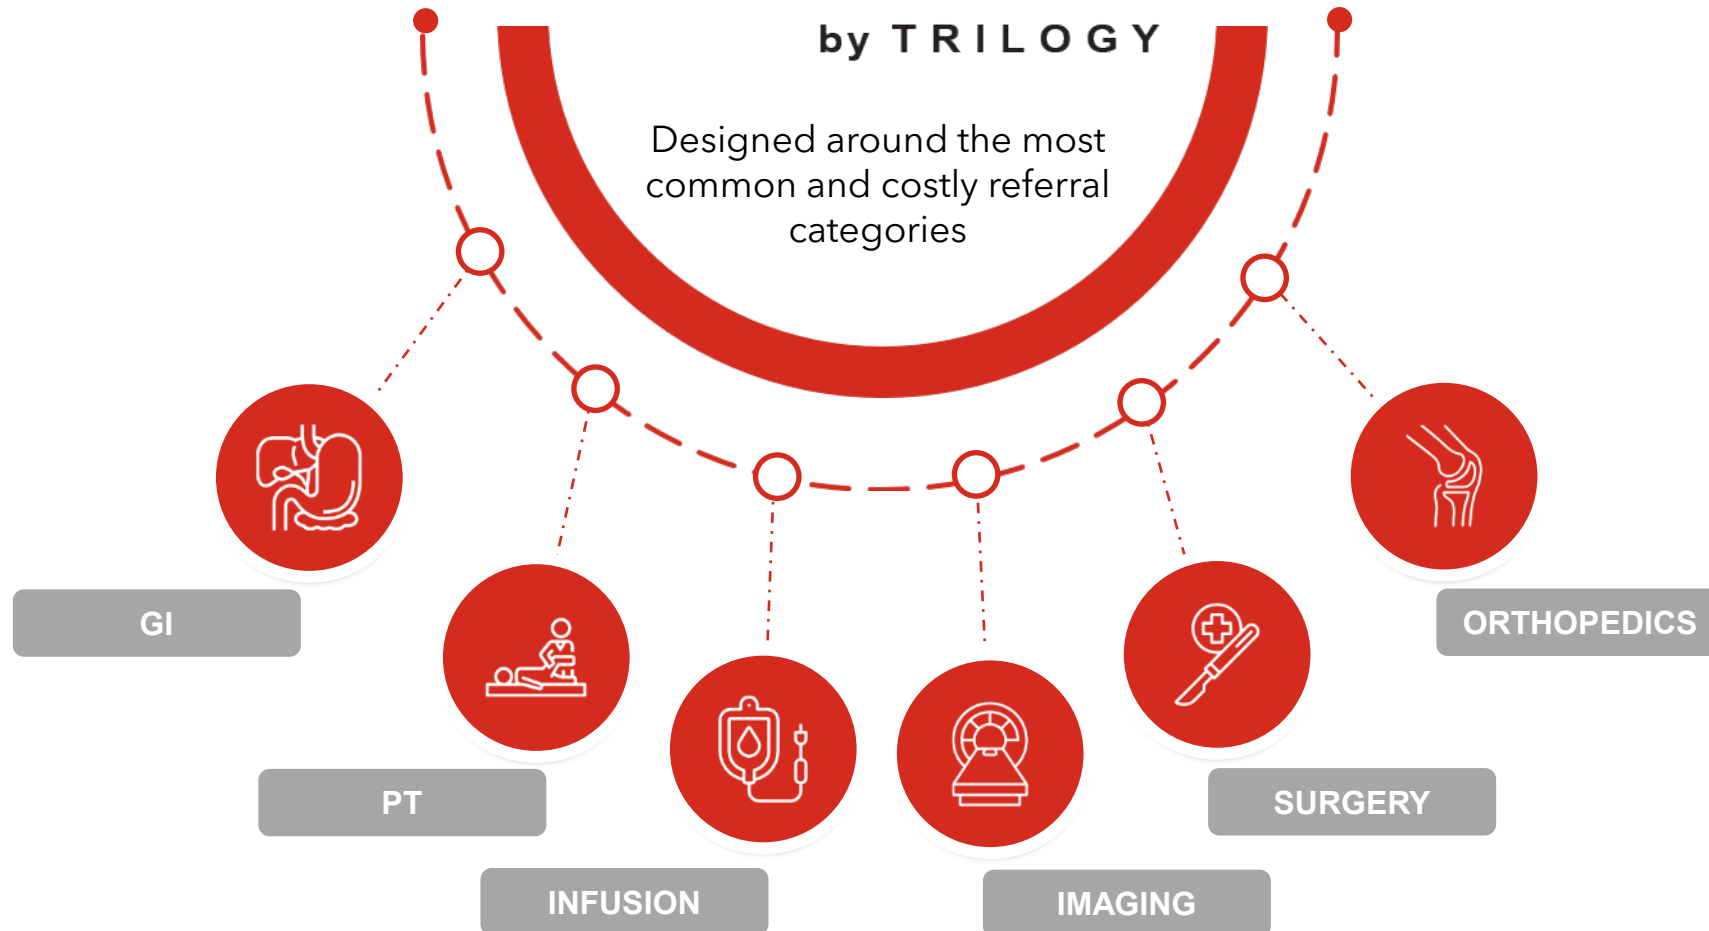 by TRILOGY
Designed around the most
common and costly referral
categories
GI
ORTHOPEDICS
PT
SURGERY
INFUSION
IMAGING